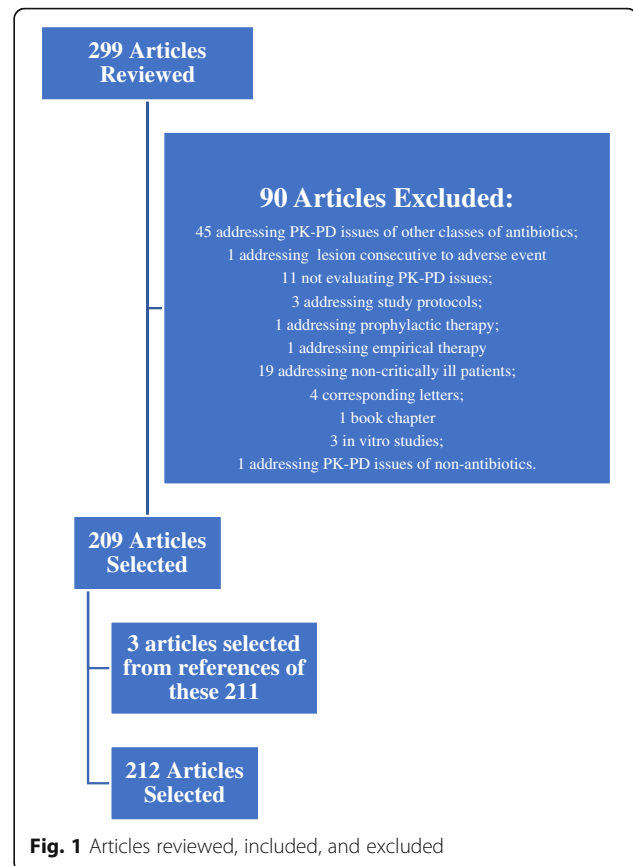 299 Articles
Reviewed
90 Articles Excluded:
45 addressing PK-PD issues of other classes of antibiotics;
1 addressing lesion consecutive to adverse event
11 not evaluating PK-PD issues;
3 addressing study protocols;
1 addressing prophylactic therapy;
1 addressing empirical therapy
19 addressing non-critically ill patients;
4 corresponding letters;
1 book chapter
3 in vitro studies;
1 addressing PK-PD issues of non-antibiotics.
209 Articles
Selected
3 articles selected
from references of
these 211
212 Articles
Selected
Fig. 1 Articles reviewed, included, and excluded